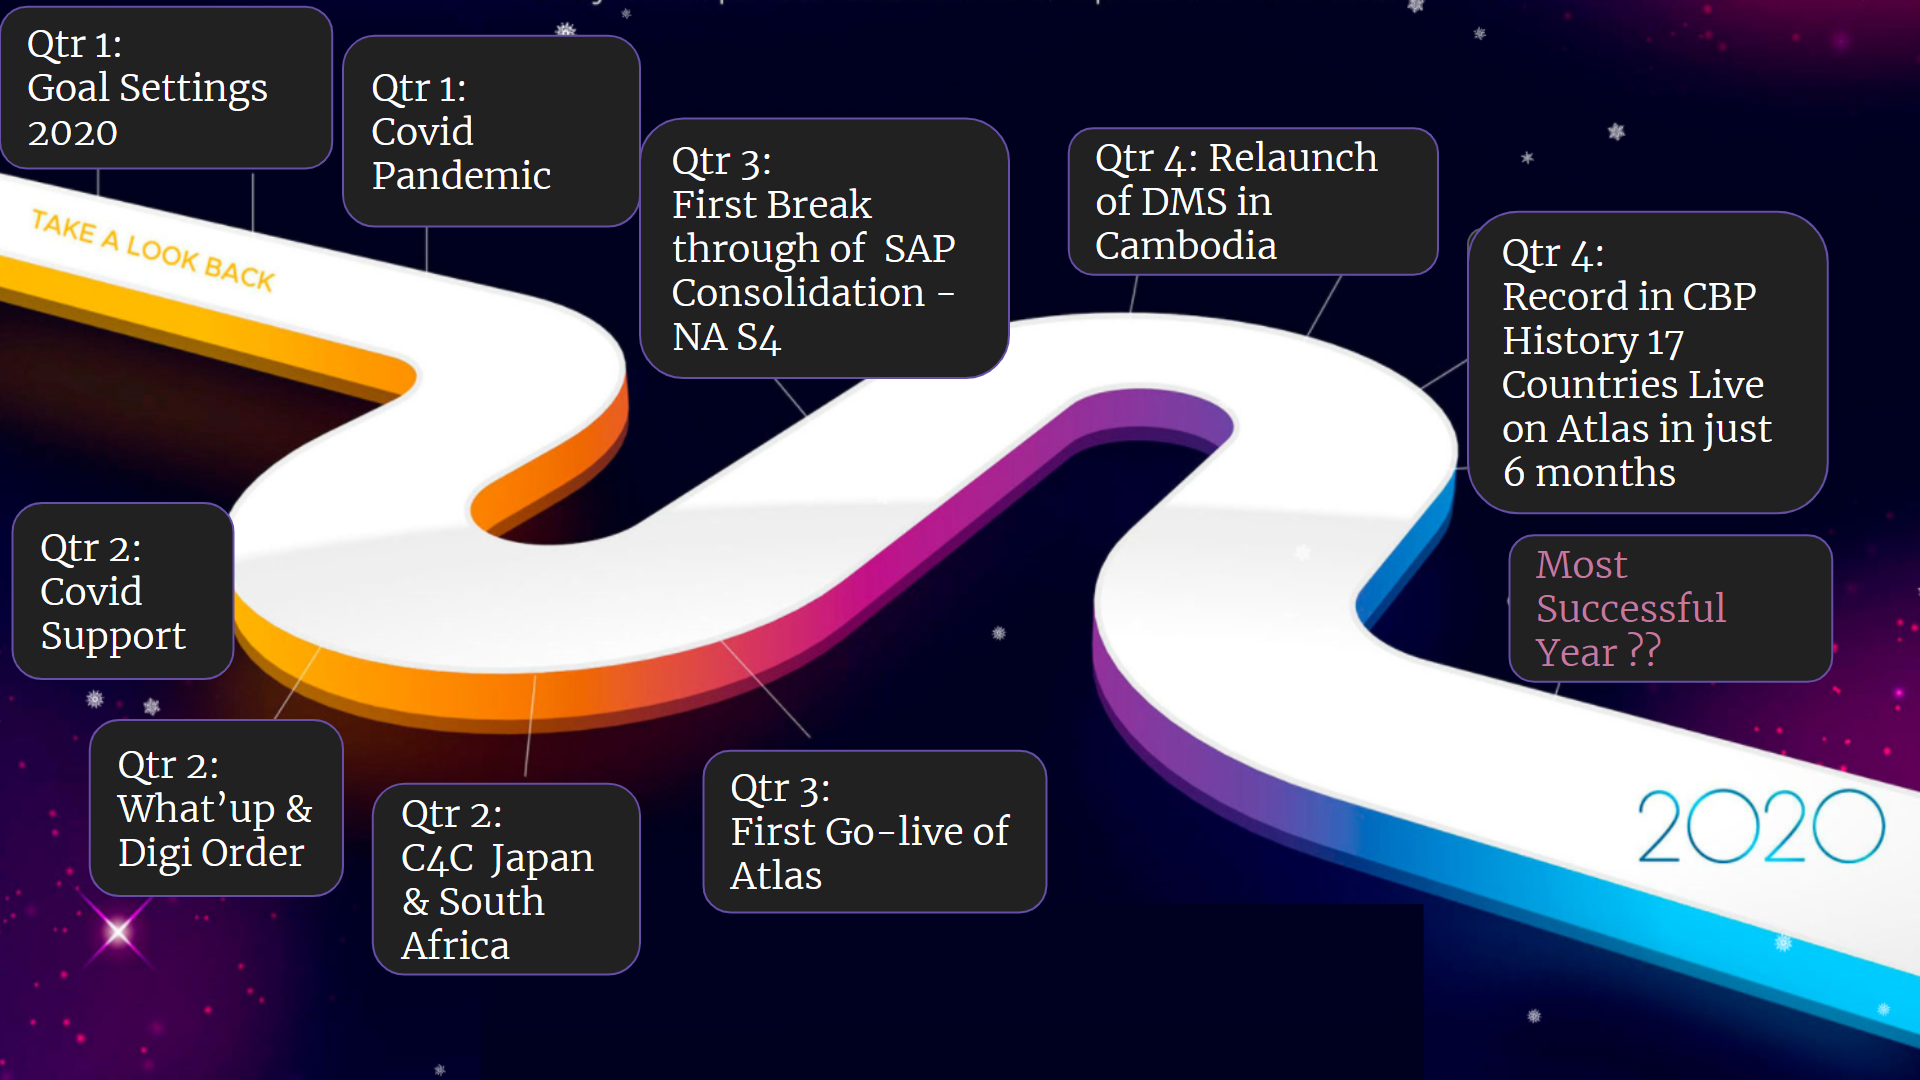 Qtr 1:
Goal Settings
2020
Qtr 1:
Covid
Pandemic
Qtr 3:
First Break
through of  SAP
Consolidation -
NA S4
Qtr 4: Relaunch
of DMS in
Cambodia
Qtr 4:
Record in CBP
History 17
Countries Live
on Atlas in just
6 months
TAKE A LOOK BACK
Qtr 2:
Covid
Support
Most
Successful
Year ??
Qtr 2:
What’up &
Digi Order
Qtr 2:
C4C  Japan
& South
Africa
Qtr 3:
First Go-live of
Atlas
2020